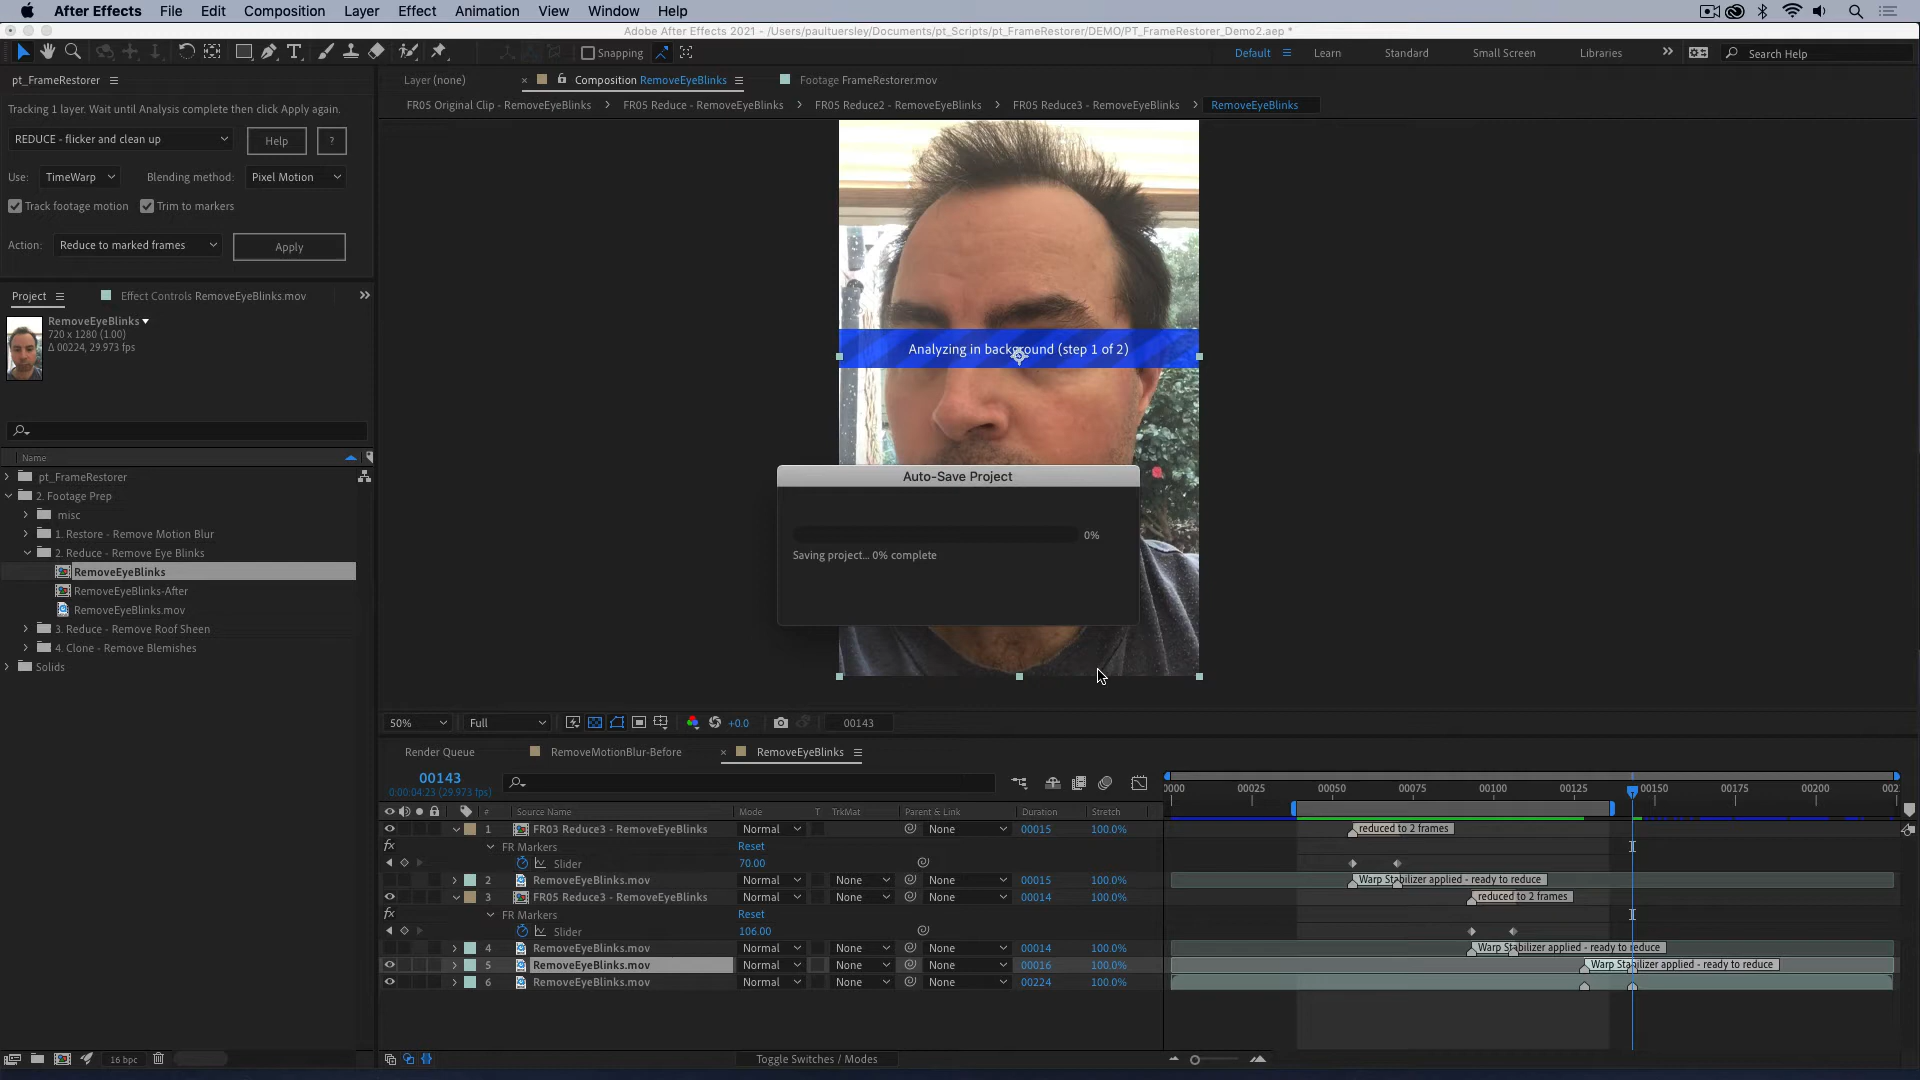 After Effects File Edit Composition Layer Effect Animation View Window Help
Adobe After Effects 2021 - /Users/paultuersley/Documents/pt_Scripts/pt_FrameRestorer/DEMO/PT_FrameRestorer_Demo2.aep *
Snapping Default Learn Standard Small Screen Libraries Search Help
pt_FrameRestorer
Layer (none) Composition RemoveEyeBlinks Footage FrameRestorer.mov
FR05 Original Clip - RemoveEyeBlinks FR05 Reduce - RemoveEyeBlinks FR05 Reduce2 - RemoveEyeBlinks FR05 Reduce3 - RemoveEyeBlinks RemoveEyeBlinks
Tracking 1 layer. Wait until Analysis complete then click Apply again.
REDUCE - flicker and clean up Help ?
Use: TimeWarp Blending method: Pixel Motion
Track footage motion Trim to markers
Action: Reduce to marked frames Apply
Project Effect Controls RemoveEyeBlinks.mov
RemoveEyeBlinks
720 x 1280 (1.00)
Δ 00224, 29.973 fps
Name
pt_FrameRestorer
2. Footage Prep
misc
1. Restore - Remove Motion Blur
2. Reduce - Remove Eye Blinks
RemoveEyeBlinks
RemoveEyeBlinks-After
RemoveEyeBlinks.mov
3. Reduce - Remove Roof Sheen
4. Clone - Remove Blemishes
Solids
16 bpc
Analyzing in background (step 1 of 2)
Auto-Save Project
0%
Saving project... 0% complete
50% Full +0.0 00143
Render Queue RemoveMotionBlur-Before RemoveEyeBlinks
00143
0:00:04:23 (29.973 fps)
0000 00025 00050 00075 00100 00125 00150 00175 00200 0022
# Source Name Mode T TrkMat Parent & Link Duration Stretch
1 FR03 Reduce3 - RemoveEyeBlinks Normal None 00015 100.0% reduced to 2 frames
fx FR Markers Reset
Slider 70.00
2 RemoveEyeBlinks.mov Normal None None 00015 100.0% Warp Stabilizer applied - ready to reduce
3 FR05 Reduce3 - RemoveEyeBlinks Normal None None 00014 100.0% reduced to 2 frames
fx FR Markers Reset
Slider 106.00
4 RemoveEyeBlinks.mov Normal None None 00014 100.0% Warp Stabilizer applied - ready to reduce
5 RemoveEyeBlinks.mov Normal None None 00016 100.0% Warp Stabilizer applied - ready to reduce
6 RemoveEyeBlinks.mov Normal None None 00224 100.0%
Toggle Switches / Modes